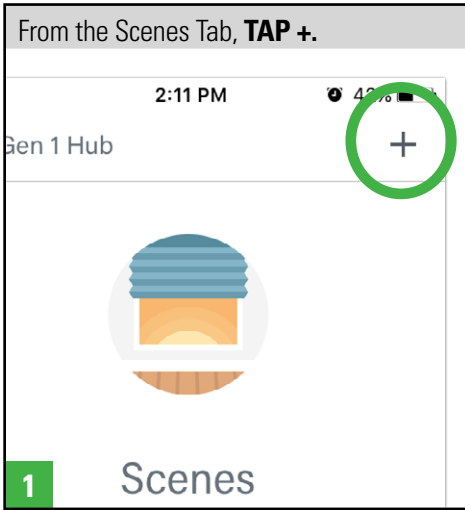 From the Scenes Tab, TAP +.
2:11 PM
Gen 1 Hub
+
Scenes
1